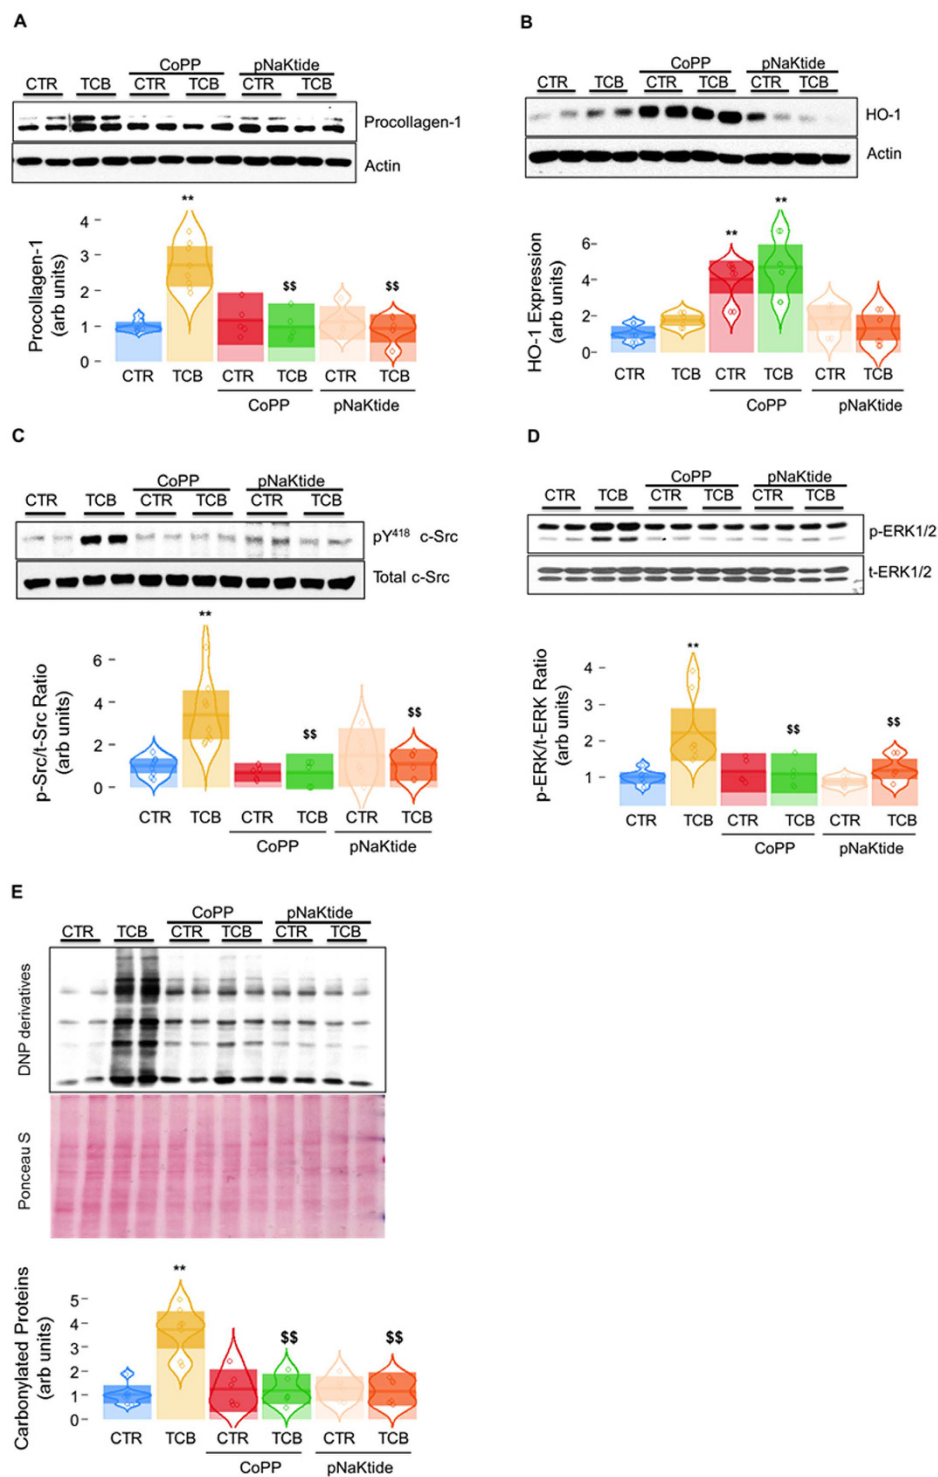 A
CoPP
pNaKtide
CTR TCB CTR TCB CTR TCB
Procollagen-1
Actin
Procollagen-1
(arb units)
4
3
2
1
0
**
$$
$$
CTR TCB CTR TCB CTR TCB
CoPP pNaKtide
B
CoPP
pNaKtide
CTR TCB CTR TCB CTR TCB
HO-1
Actin
HO-1 Expression
(arb units)
6
4
2
0
**
**
CTR TCB CTR TCB CTR TCB
CoPP pNaKtide
C
CoPP
pNaKtide
CTR TCB CTR TCB CTR TCB
pY⁴¹⁸ c-Src
Total c-Src
p-Src/t-Src Ratio
(arb units)
6
4
2
0
**
$$
$$
CTR TCB CTR TCB CTR TCB
CoPP pNaKtide
D
CoPP
pNaKtide
CTR TCB CTR TCB CTR TCB
p-ERK1/2
t-ERK1/2
p-ERK/t-ERK Ratio
(arb units)
4
3
2
1
**
$$
$$
CTR TCB CTR TCB CTR TCB
CoPP pNaKtide
E
CoPP
pNaKtide
CTR TCB CTR TCB CTR TCB
DNP derivatives
Ponceau S
Carbonylated Proteins
(arb units)
5
4
3
2
1
0
**
$$
$$
CTR TCB CTR TCB CTR TCB
CoPP pNaKtide